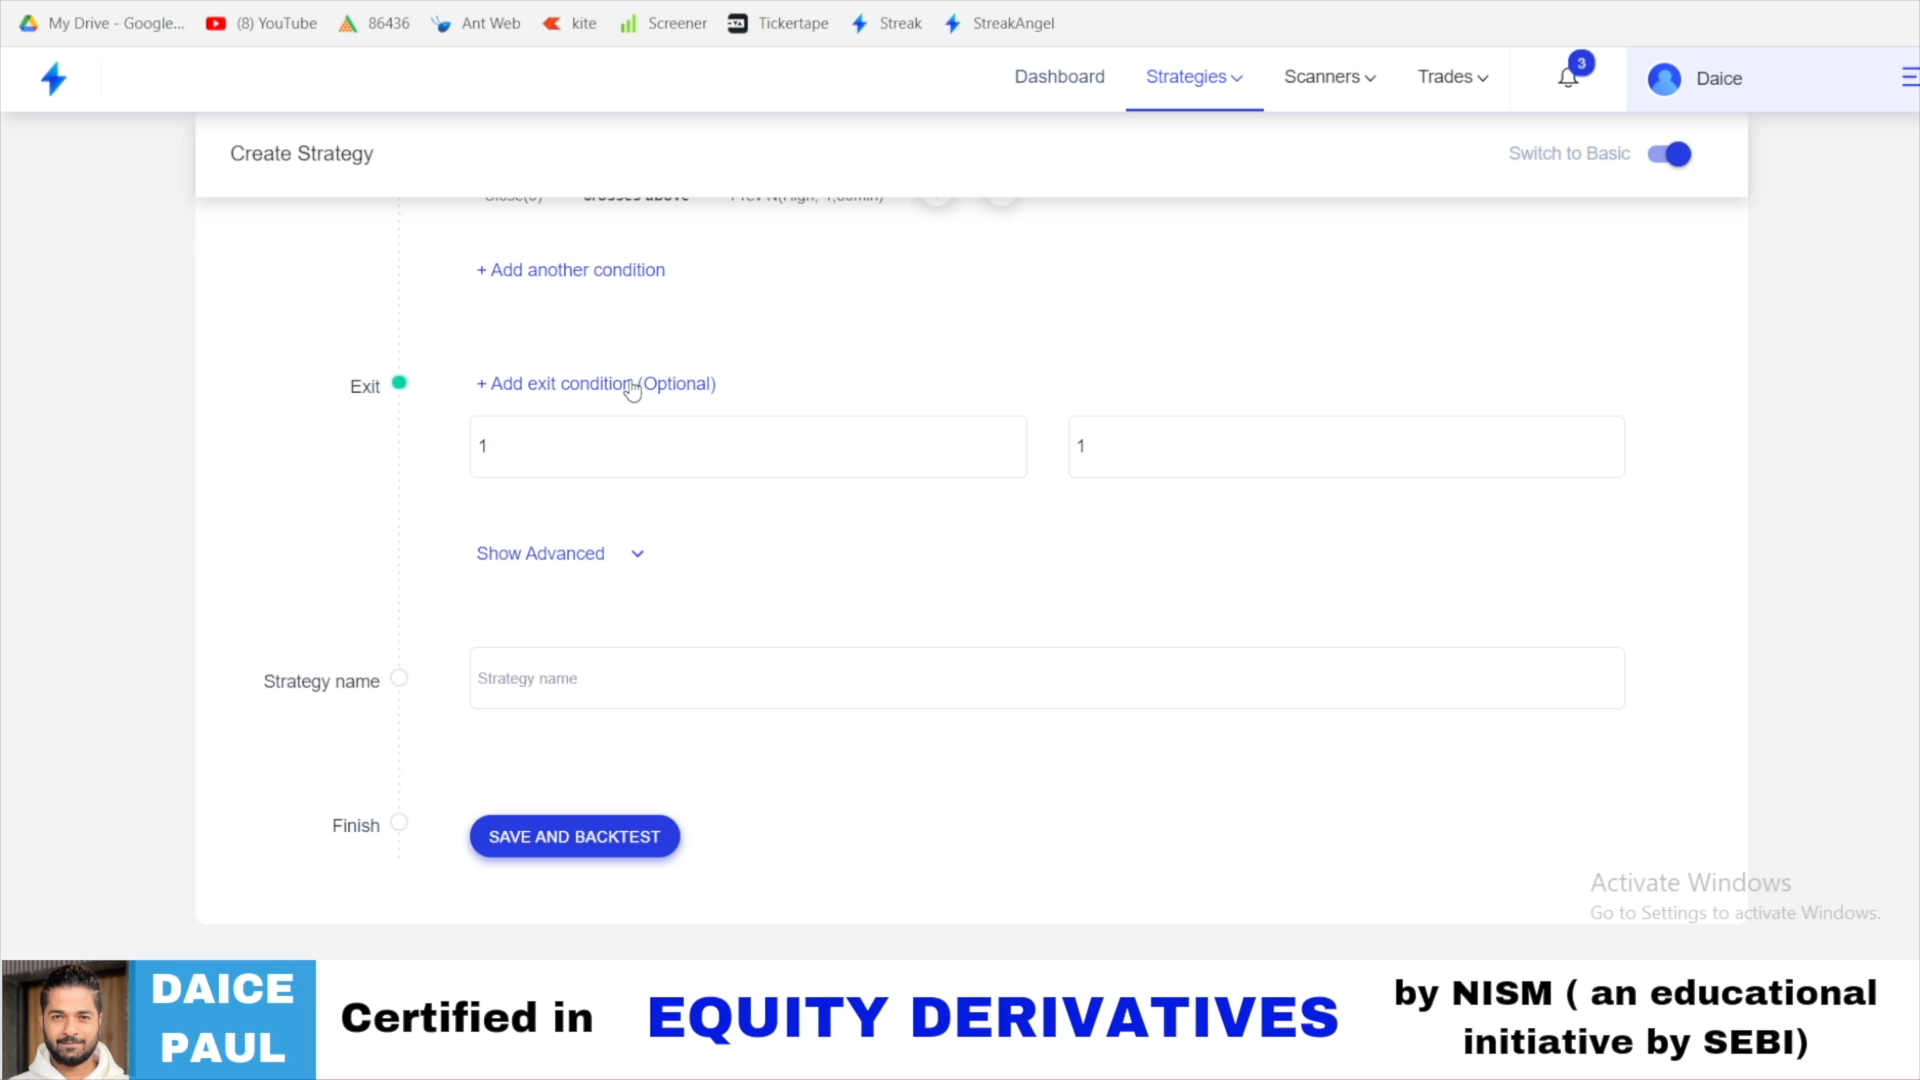 My Drive - Google... (8) YouTube 86436 Ant Web kite Screener Tickertape Streak StreakAngel
Dashboard Strategies Scanners Trades 3 Daice
Create Strategy Switch to Basic
crosses above
+ Add another condition
Exit + Add exit condition (Optional)
1 1
Show Advanced
Strategy name Strategy name
Finish SAVE AND BACKTEST
Activate Windows
Go to Settings to activate Windows.
DAICE
PAUL
Certified in EQUITY DERIVATIVES
by NISM ( an educational
initiative by SEBI)